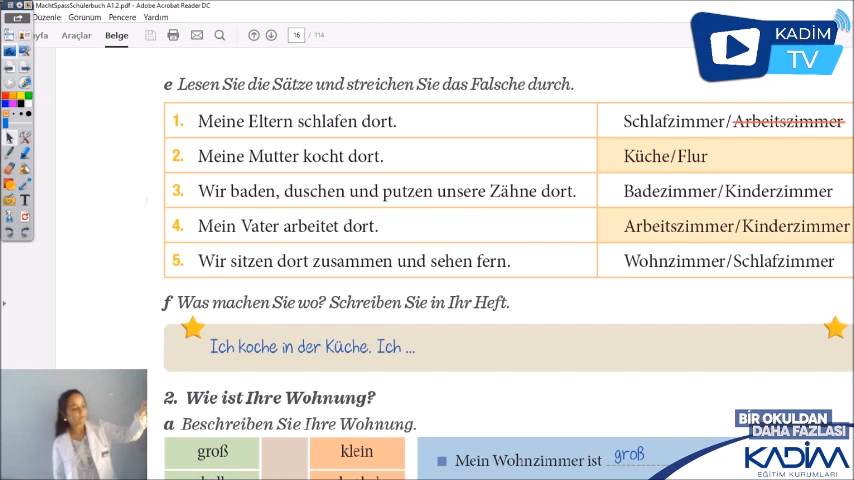 MachtSpassSchülerbuch A1.2.pdf - Adobe Acrobat Reader DC
Düzenle Görünüm Pencere Yardım
ayfa Araçlar Belge 16 / 114
KADİM
TV
e Lesen Sie die Sätze und streichen Sie das Falsche durch.
1. Meine Eltern schlafen dort. Schlafzimmer/Arbeitszimmer
2. Meine Mutter kocht dort. Küche/Flur
3. Wir baden, duschen und putzen unsere Zähne dort. Badezimmer/Kinderzimmer
4. Mein Vater arbeitet dort. Arbeitszimmer/Kinderzimmer
5. Wir sitzen dort zusammen und sehen fern. Wohnzimmer/Schlafzimmer
f Was machen Sie wo? Schreiben Sie in Ihr Heft.
Ich koche in der Küche. Ich ...
2. Wie ist Ihre Wohnung?
a Beschreiben Sie Ihre Wohnung.
groß klein
Mein Wohnzimmer ist groß
BİR OKULDAN
DAHA FAZLASI
KADİM
EĞİTİM KURUMLARI